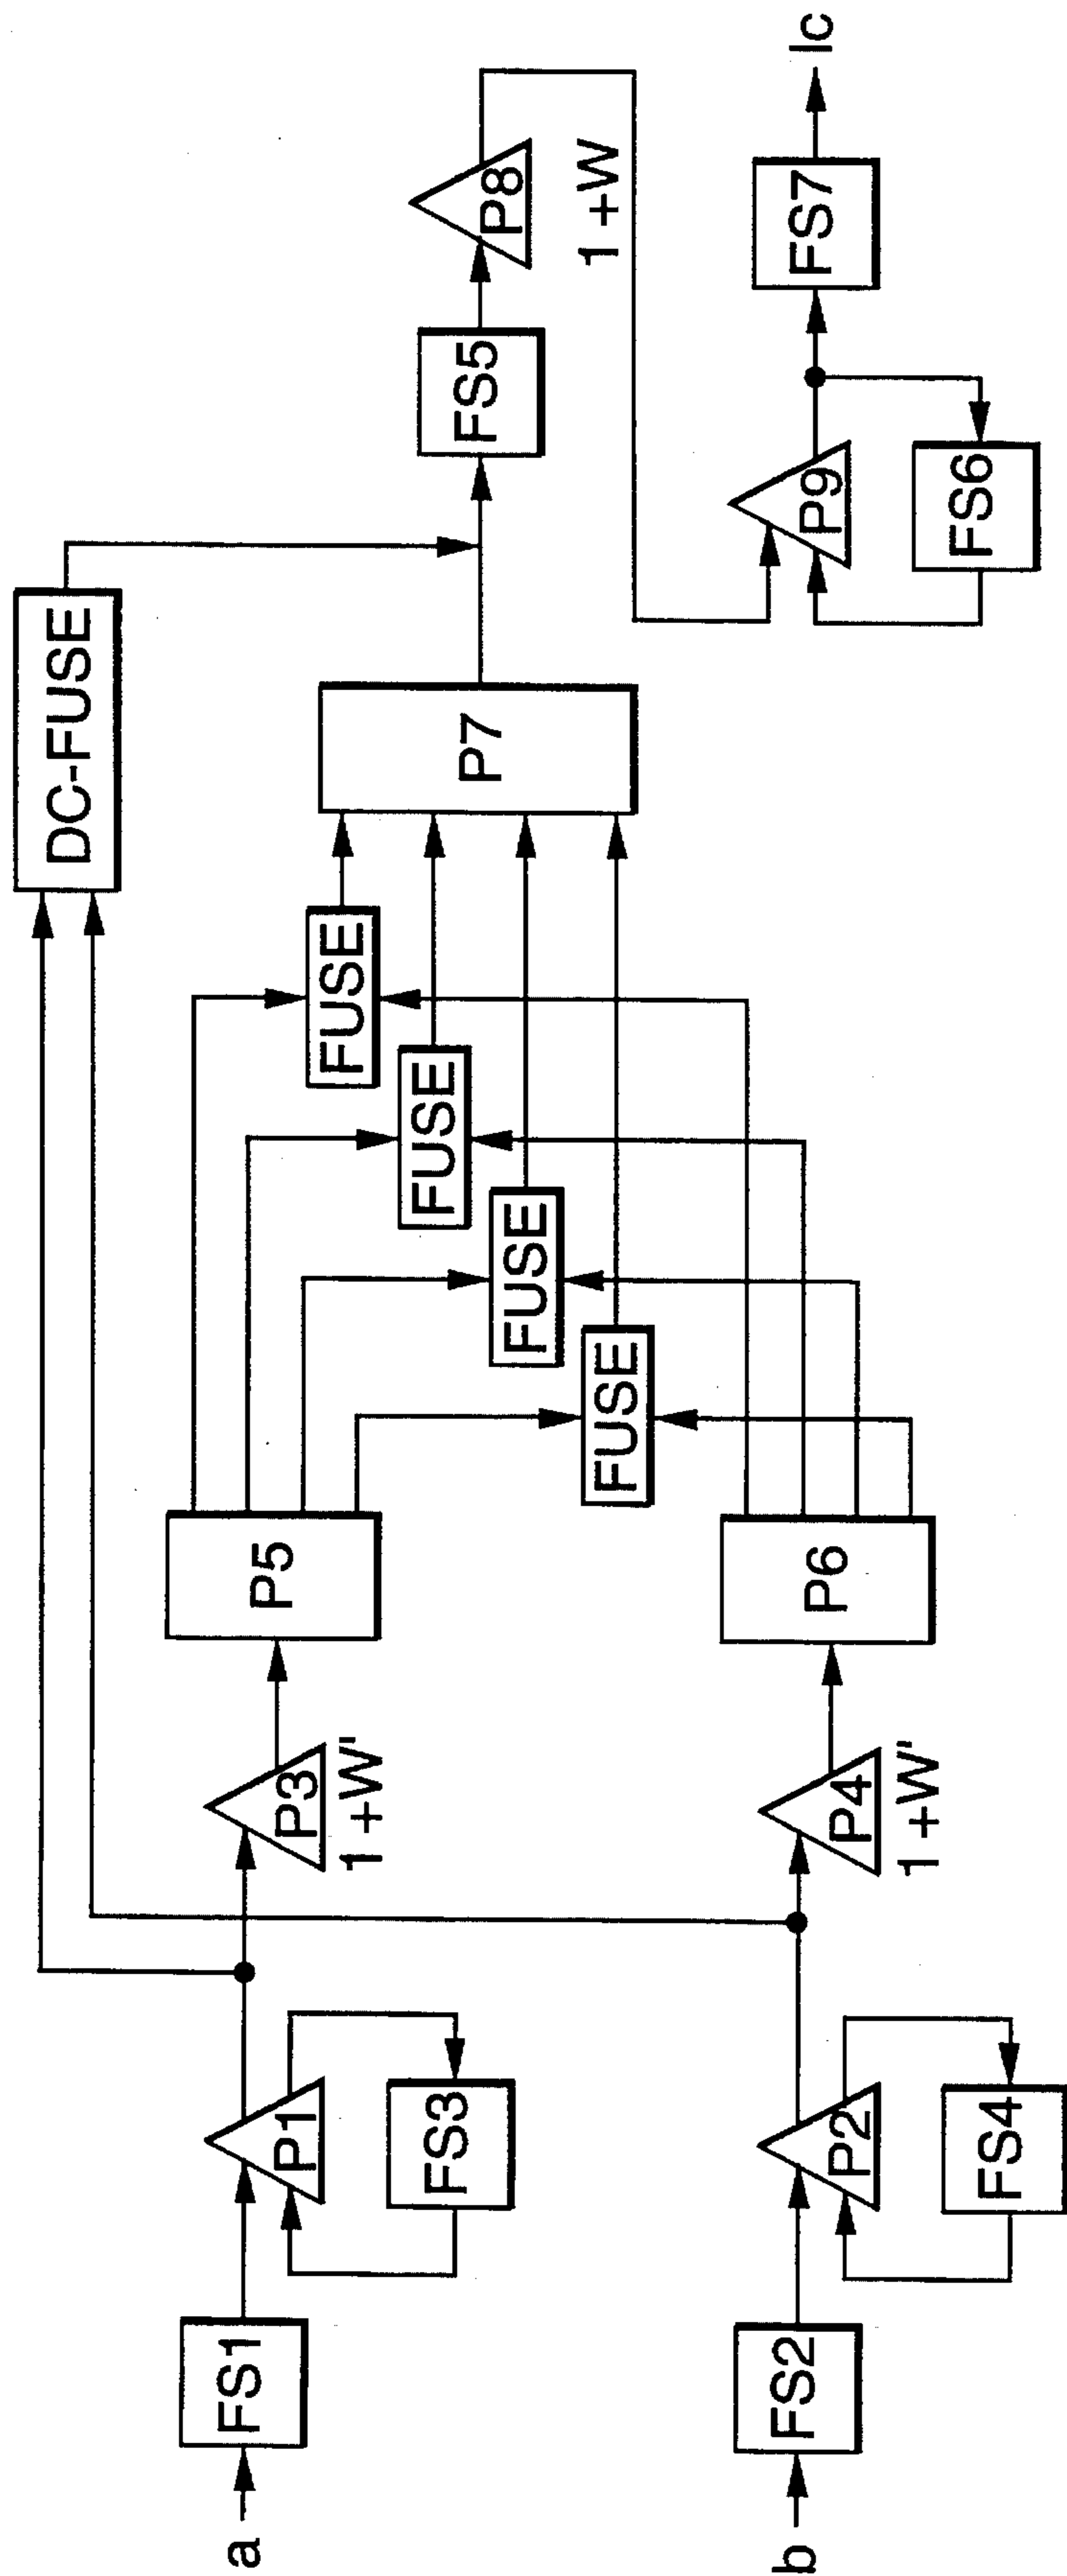 a
FS1
P1
FS3
P3
1+W'
P5
DC-FUSE
FUSE
FUSE
FUSE
FUSE
b
FS2
P2
FS4
P4
1+W'
P6
P7
FS5
P8
1+W
P9
FS6
FS7
Ic